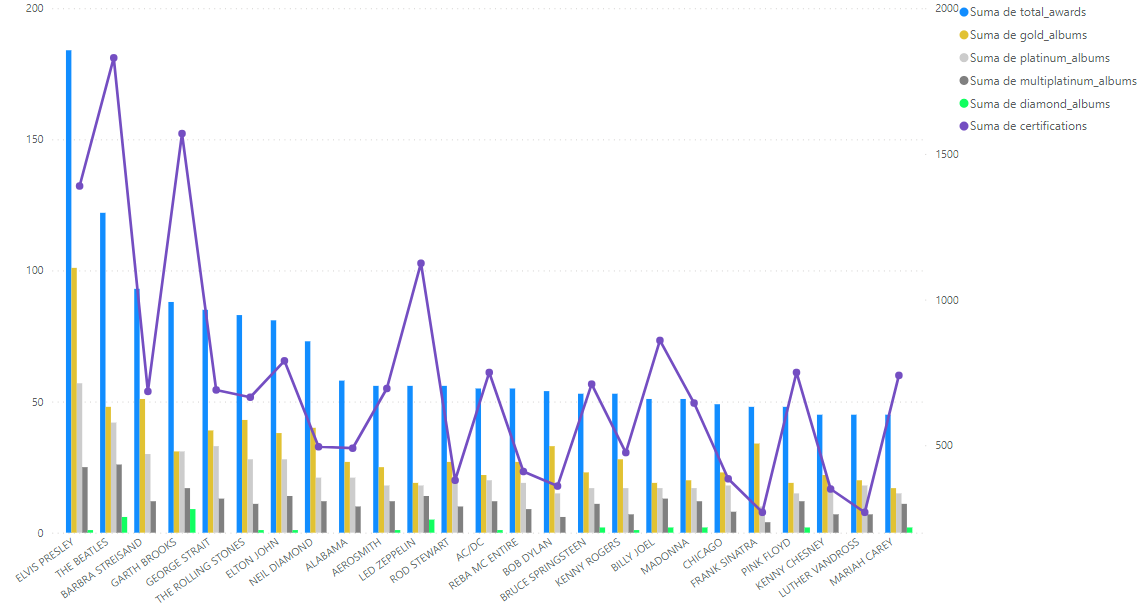 200
150
100
50
0
2000
1500
1000
500
Suma de total_awards
Suma de gold_albums
Suma de platinum_albums
Suma de multiplatinum_albums
Suma de diamond_albums
Suma de certifications
ELVIS PRESLEY
THE BEATLES
BARBRA STREISAND
GARTH BROOKS
GEORGE STRAIT
THE ROLLING STONES
ELTON JOHN
NEIL DIAMOND
ALABAMA
AEROSMITH
LED ZEPPELIN
ROD STEWART
AC/DC
REBA MC ENTIRE
BOB DYLAN
BRUCE SPRINGSTEEN
KENNY ROGERS
BILLY JOEL
MADONNA
CHICAGO
FRANK SINATRA
PINK FLOYD
KENNY CHESNEY
LUTHER VANDROSS
MARIAH CAREY